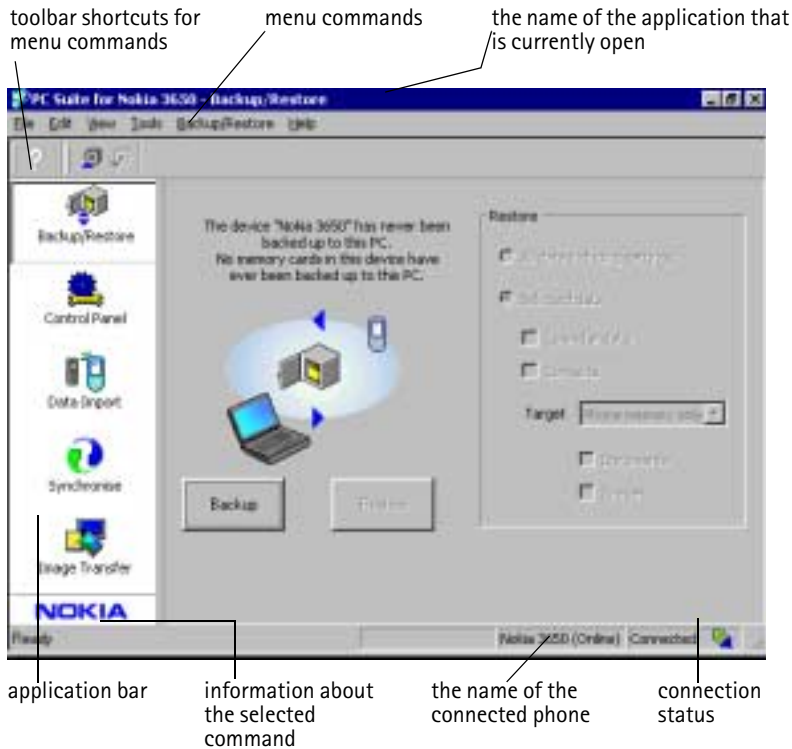 toolbar shortcuts for
menu commands
menu commands
the name of the application that
is currently open
PC Suite for Nokia 3650 - Backup/Restore
File Edit View Tools Backup/Restore Help
Backup/Restore
Control Panel
Data Import
Synchronise
Image Transfer
NOKIA
The device "Nokia 3650" has never been
backed up to this PC.
No memory cards in this device have
ever been backed up to this PC.
Backup
Restore
Restore
Contacts
Target Phone memory only
Ready
Nokia 3650 (Online) Connected
application bar
information about
the selected
command
the name of the
connected phone
connection
status